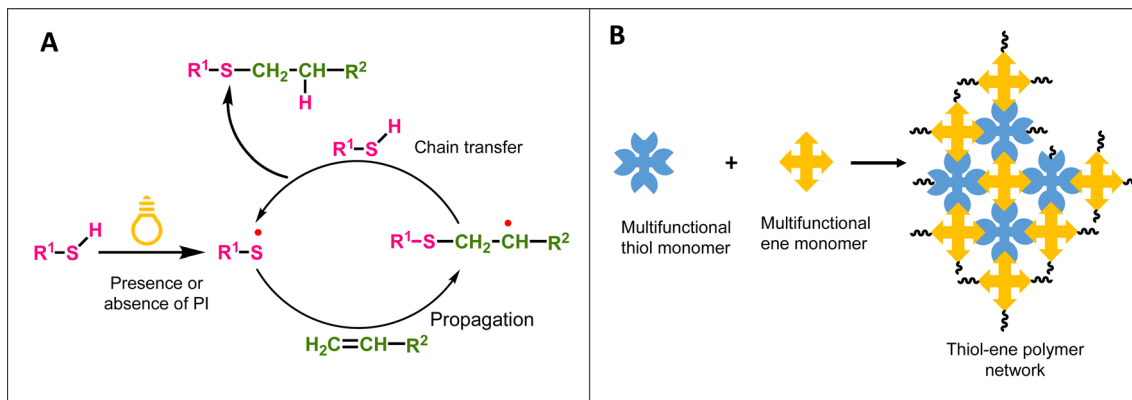 A
R¹–S–CH₂–CH–R²
H
H
R¹–S
Chain transfer
H
R¹–S
R¹–S
R¹–S–CH₂–CH–R²
Presence or
absence of PI
Propagation
H₂C=CH–R²
B
+
Multifunctional
thiol monomer
Multifunctional
ene monomer
Thiol-ene polymer
network